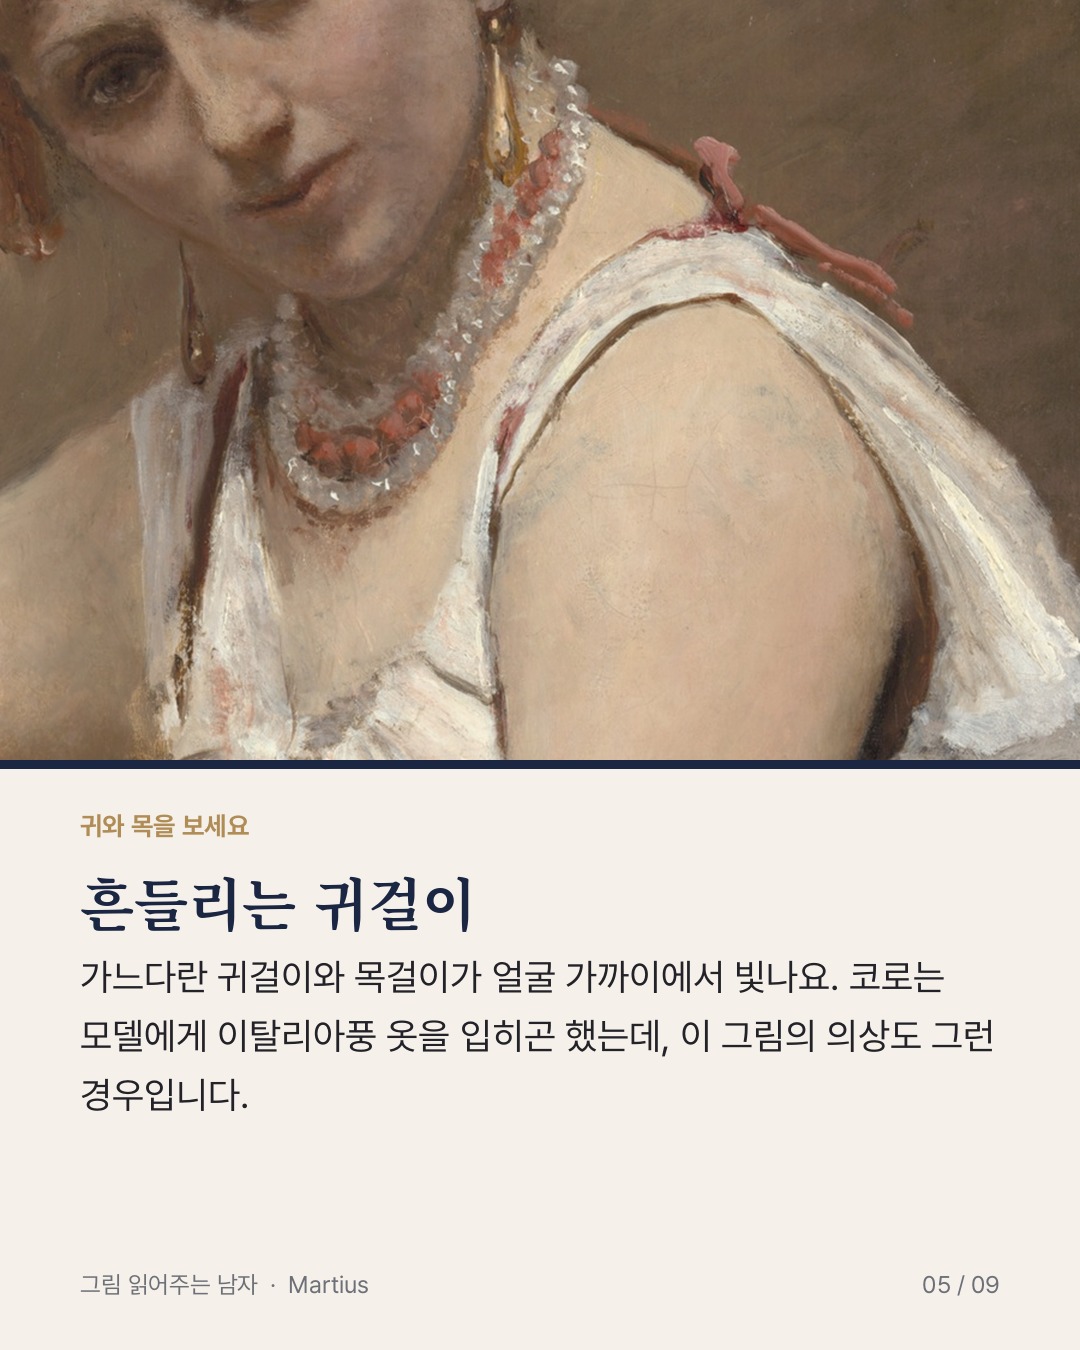 귀와 목을 보세요
흔들리는 귀걸이
가느다란 귀걸이와 목걸이가 얼굴 가까이에서 빛나요. 코로는
모델에게 이탈리아풍 옷을 입히곤 했는데, 이 그림의 의상도 그런
경우입니다.
그림 읽어주는 남자 · Martius
05 / 09